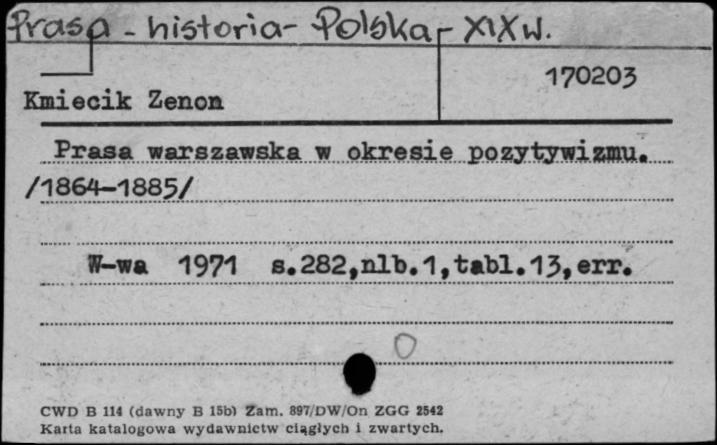 Prasa - historia - Polska - XIX w.
170203
Kmiecik Zenon
Prasa warszawska w okresie pozytywizmu.
/1864-1885/
W-wa 1971 s.282,nlb.1,tabl.13,err.
CWD B 114 (dawny B 15b) Zam. 897/DW/On ZGG 2542
Karta katalogowa wydawnictw ciągłych i zwartych.